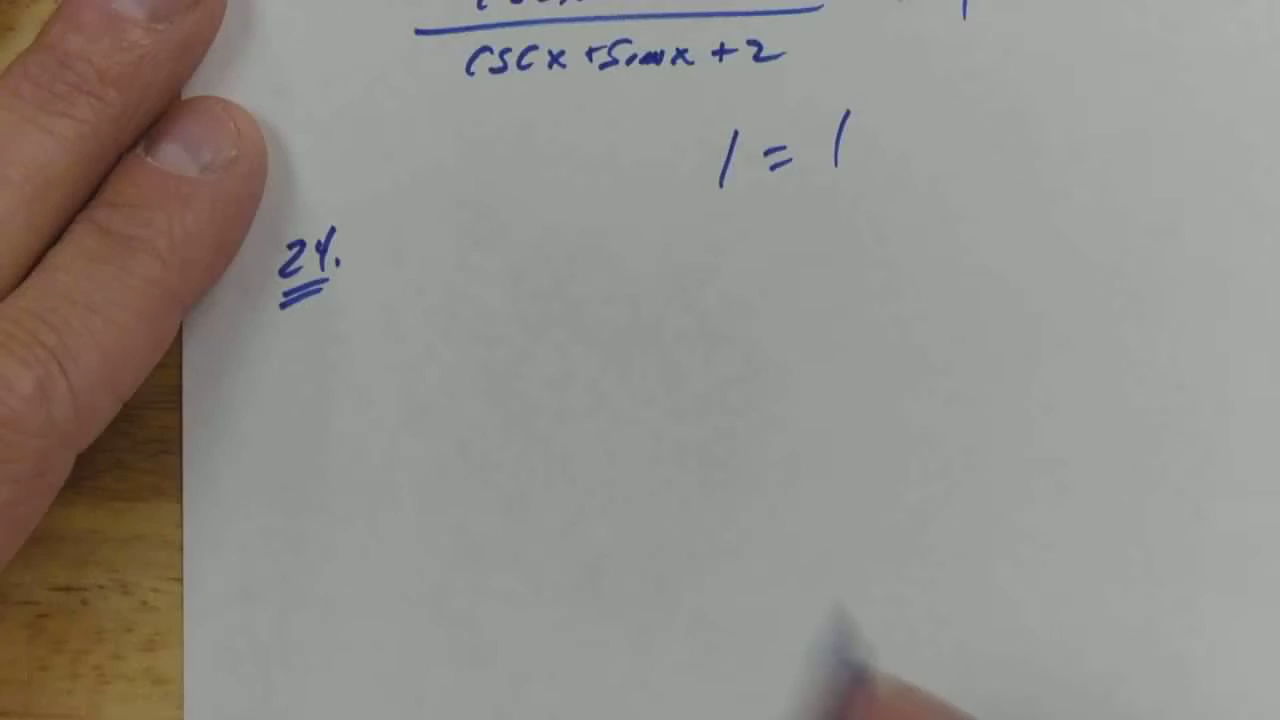 cscx + sinx + 2
1 = 1
24.